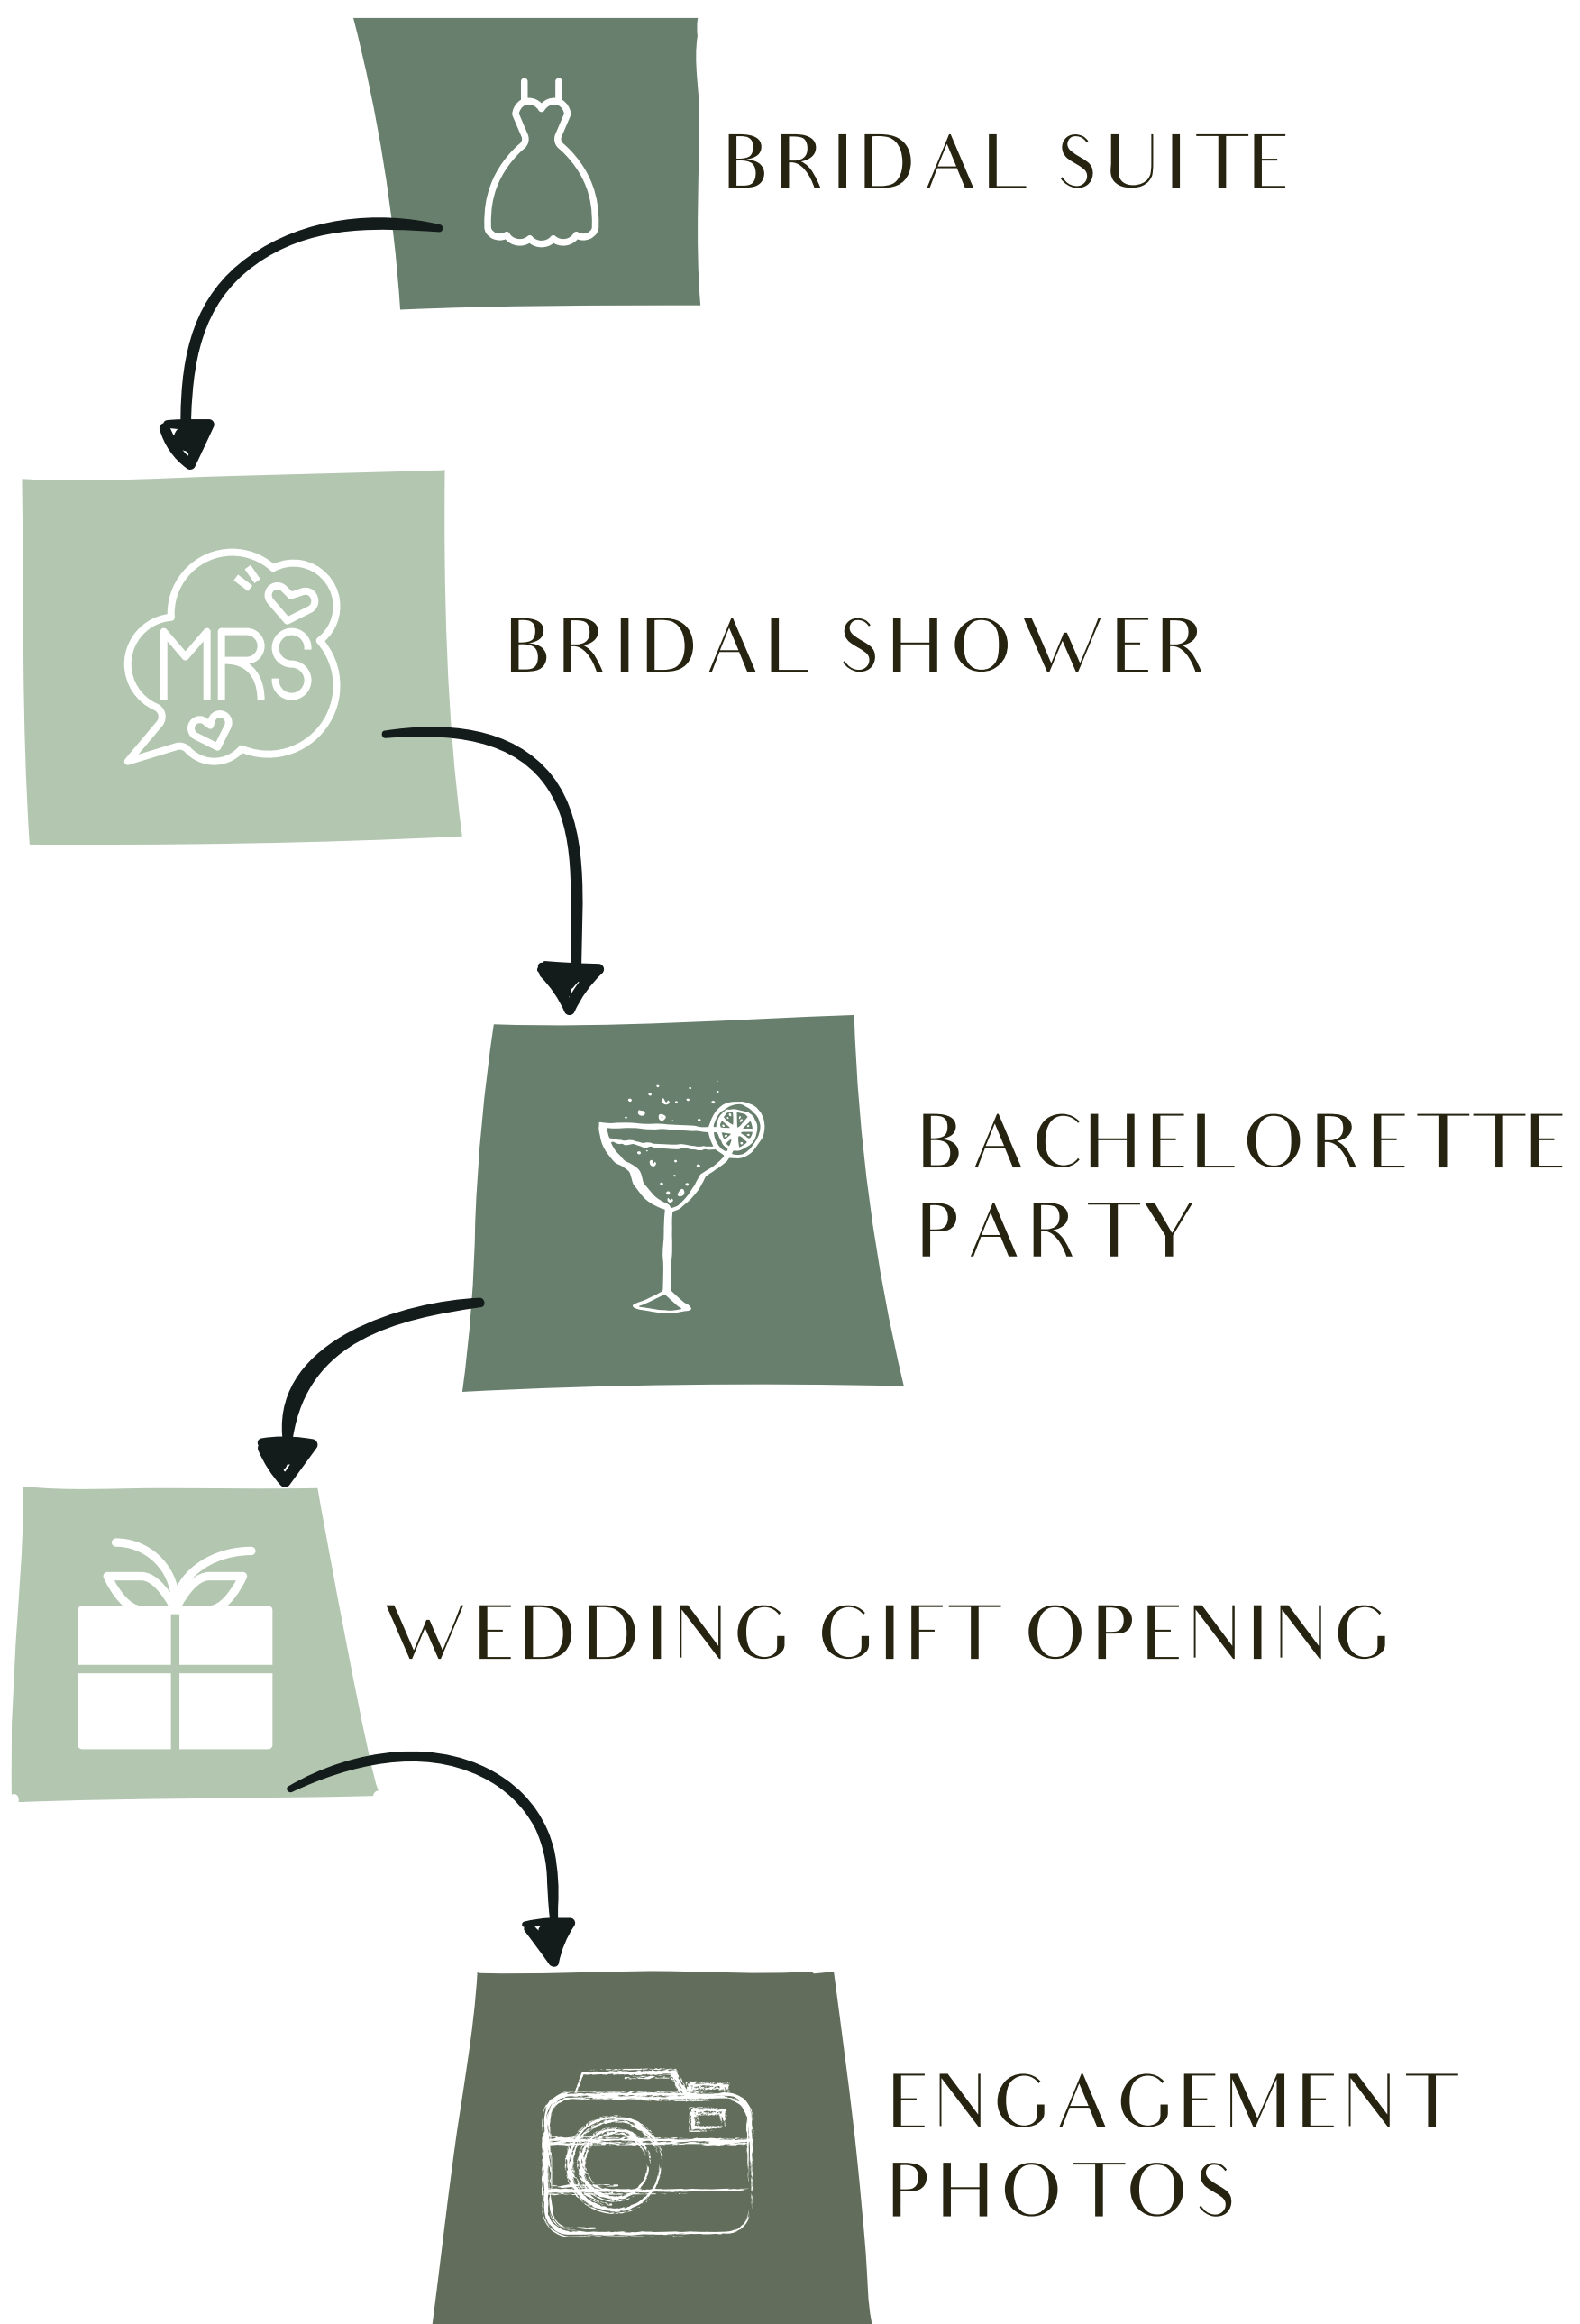 BRIDAL SUITE
MRS
BRIDAL SHOWER
BACHELORETTE
PARTY
WEDDING GIFT OPENING
ENGAGEMENT
PHOTOS